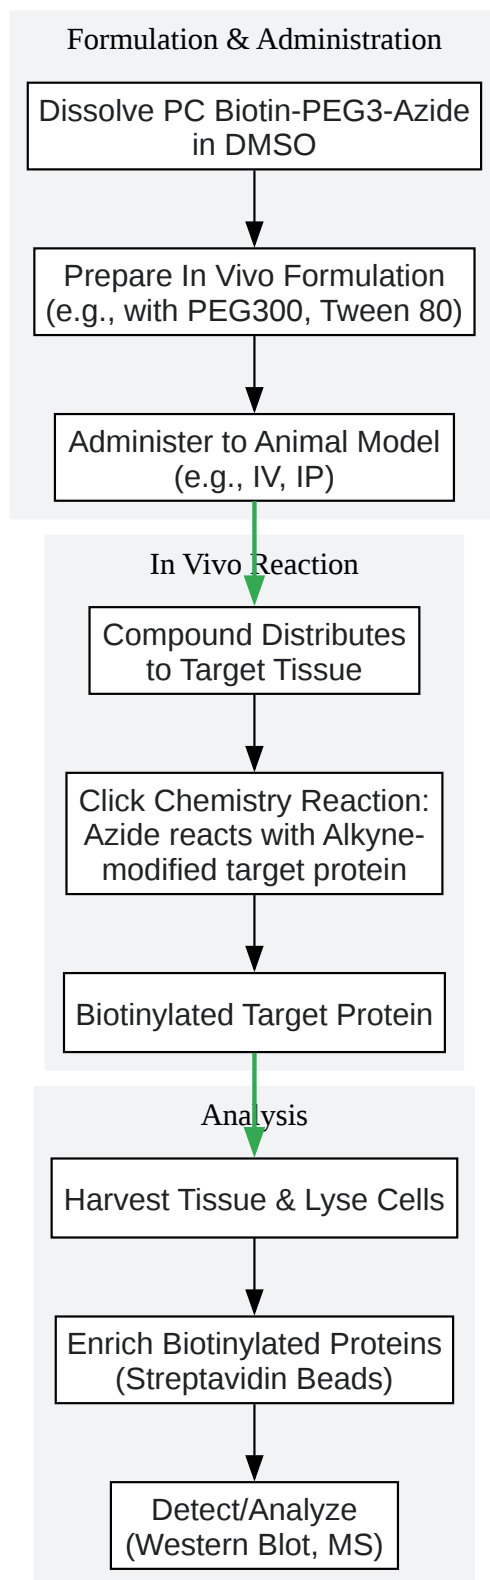 Formulation & Administration
Dissolve PC Biotin-PEG3-Azide
in DMSO
Prepare In Vivo Formulation
(e.g., with PEG300, Tween 80)
Administer to Animal Model
(e.g., IV, IP)
In Vivo Reaction
Compound Distributes
to Target Tissue
Click Chemistry Reaction:
Azide reacts with Alkyne-
modified target protein
Biotinylated Target Protein
Analysis
Harvest Tissue & Lyse Cells
Enrich Biotinylated Proteins
(Streptavidin Beads)
Detect/Analyze
(Western Blot, MS)